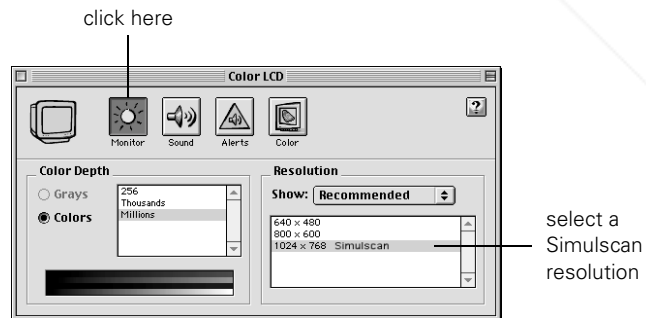 click here
Color LCD
?
Monitor Sound Alerts Color
Color Depth
Grays
Colors
256
Thousands
Millions
Resolution
Show: Recommended
640 × 480
800 × 600
1024 × 768 Simulscan
select a
Simulscan
resolution